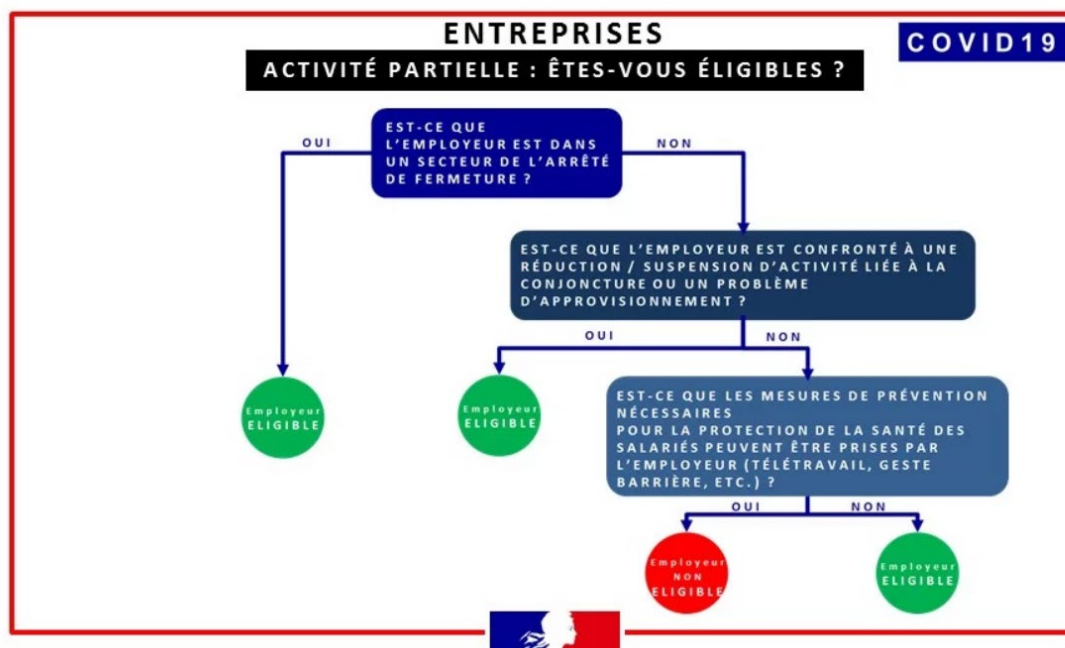 ENTREPRISES
COVID19
ACTIVITÉ PARTIELLE : ÊTES-VOUS ÉLIGIBLES ?
EST-CE QUE
L'EMPLOYEUR EST DANS
UN SECTEUR DE L'ARRÊTÉ
DE FERMETURE ?
OUI
NON
EST-CE QUE L'EMPLOYEUR EST CONFRONTÉ À UNE
RÉDUCTION / SUSPENSION D'ACTIVITÉ LIÉE À LA
CONJONCTURE OU UN PROBLÈME
D'APPROVISIONNEMENT ?
OUI
NON
Employeur
ELIGIBLE
Employeur
ELIGIBLE
EST-CE QUE LES MESURES DE PRÉVENTION
NÉCESSAIRES
POUR LA PROTECTION DE LA SANTÉ DES
SALARIÉS PEUVENT ÊTRE PRISES PAR
L'EMPLOYEUR (TÉLÉTRAVAIL, GESTE
BARRIÈRE, ETC.) ?
OUI
NON
Employeur
NON
ELIGIBLE
Employeur
ELIGIBLE